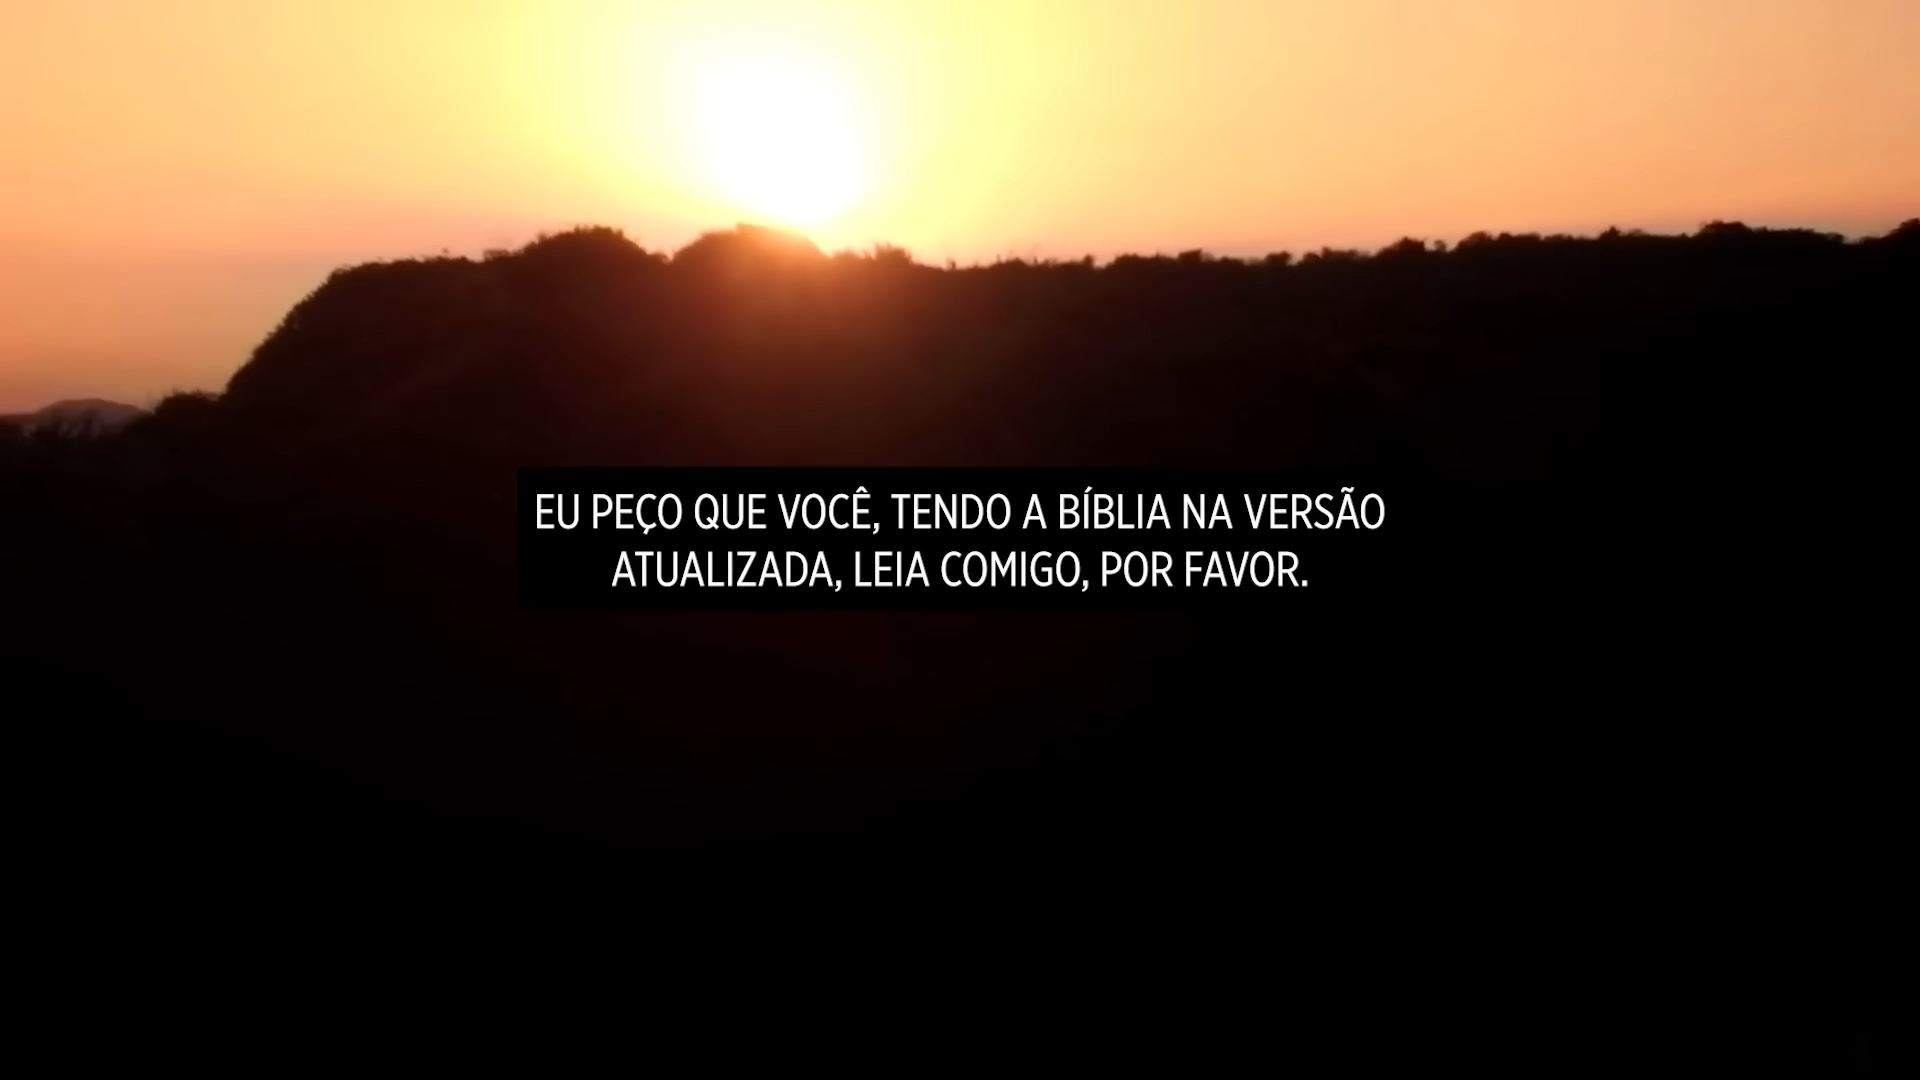 EU PEÇO QUE VOCÊ, TENDO A BÍBLIA NA VERSÃO
ATUALIZADA, LEIA COMIGO, POR FAVOR.